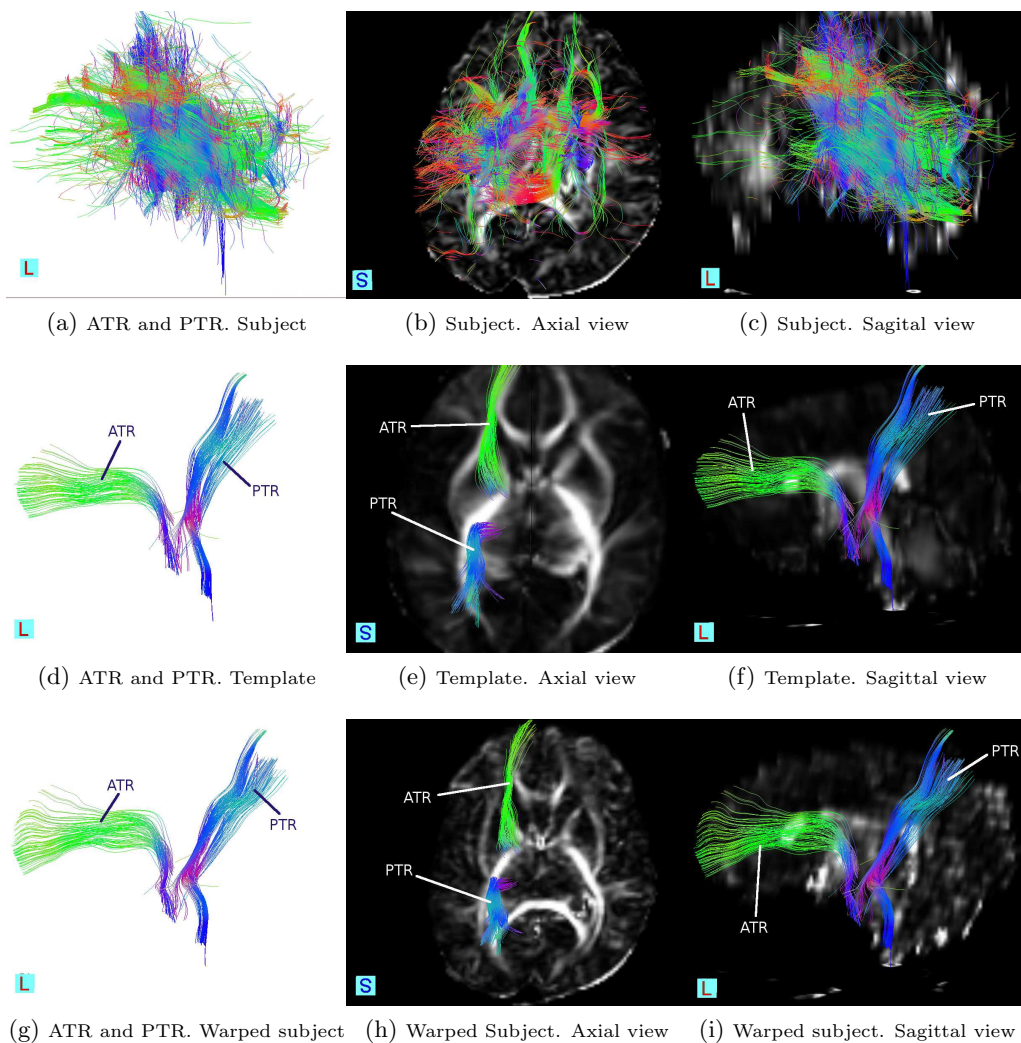 L
S
L
(a) ATR and PTR. Subject
(b) Subject. Axial view
(c) Subject. Sagital view
ATR
PTR
L
ATR
PTR
S
ATR
PTR
L
(d) ATR and PTR. Template
(e) Template. Axial view
(f) Template. Sagittal view
ATR
PTR
L
ATR
PTR
S
PTR
ATR
L
(g) ATR and PTR. Warped subject
(h) Warped Subject. Axial view
(i) Warped subject. Sagittal view